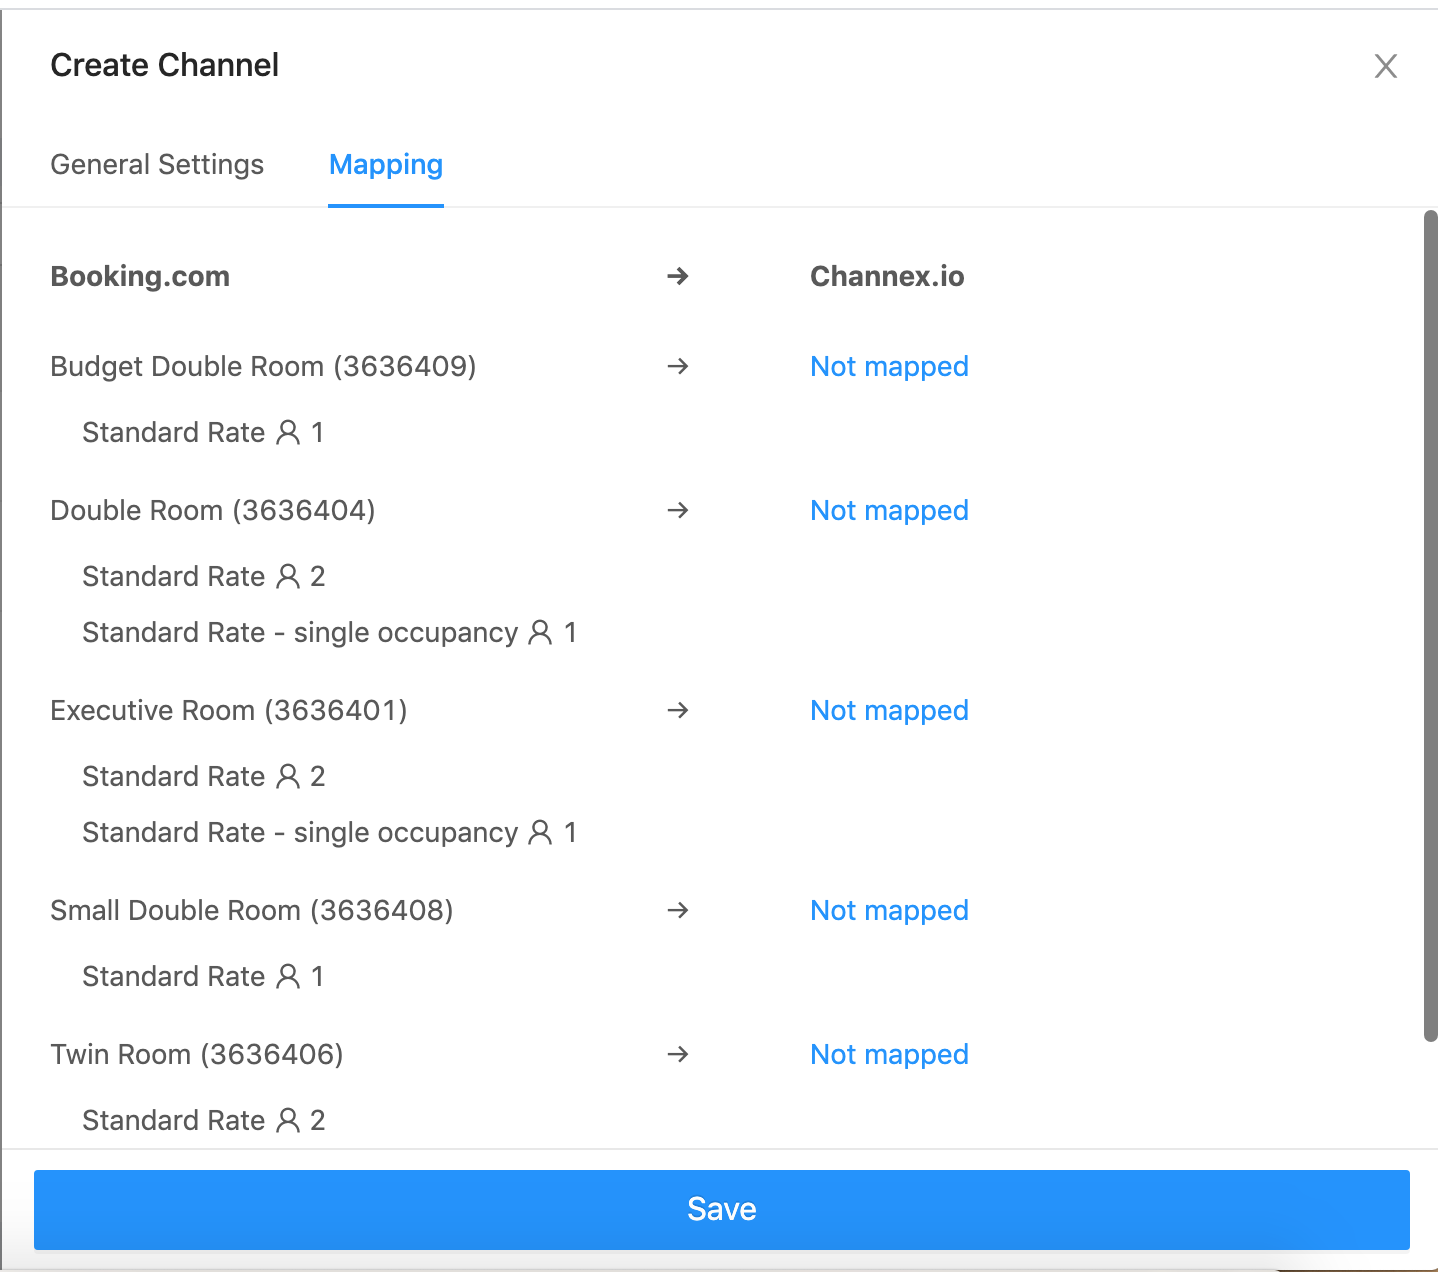 Create Channel
General Settings Mapping
Booking.com → Channex.io
Budget Double Room (3636409) → Not mapped
Standard Rate 1
Double Room (3636404) → Not mapped
Standard Rate 2
Standard Rate - single occupancy 1
Executive Room (3636401) → Not mapped
Standard Rate 2
Standard Rate - single occupancy 1
Small Double Room (3636408) → Not mapped
Standard Rate 1
Twin Room (3636406) → Not mapped
Standard Rate 2
Save